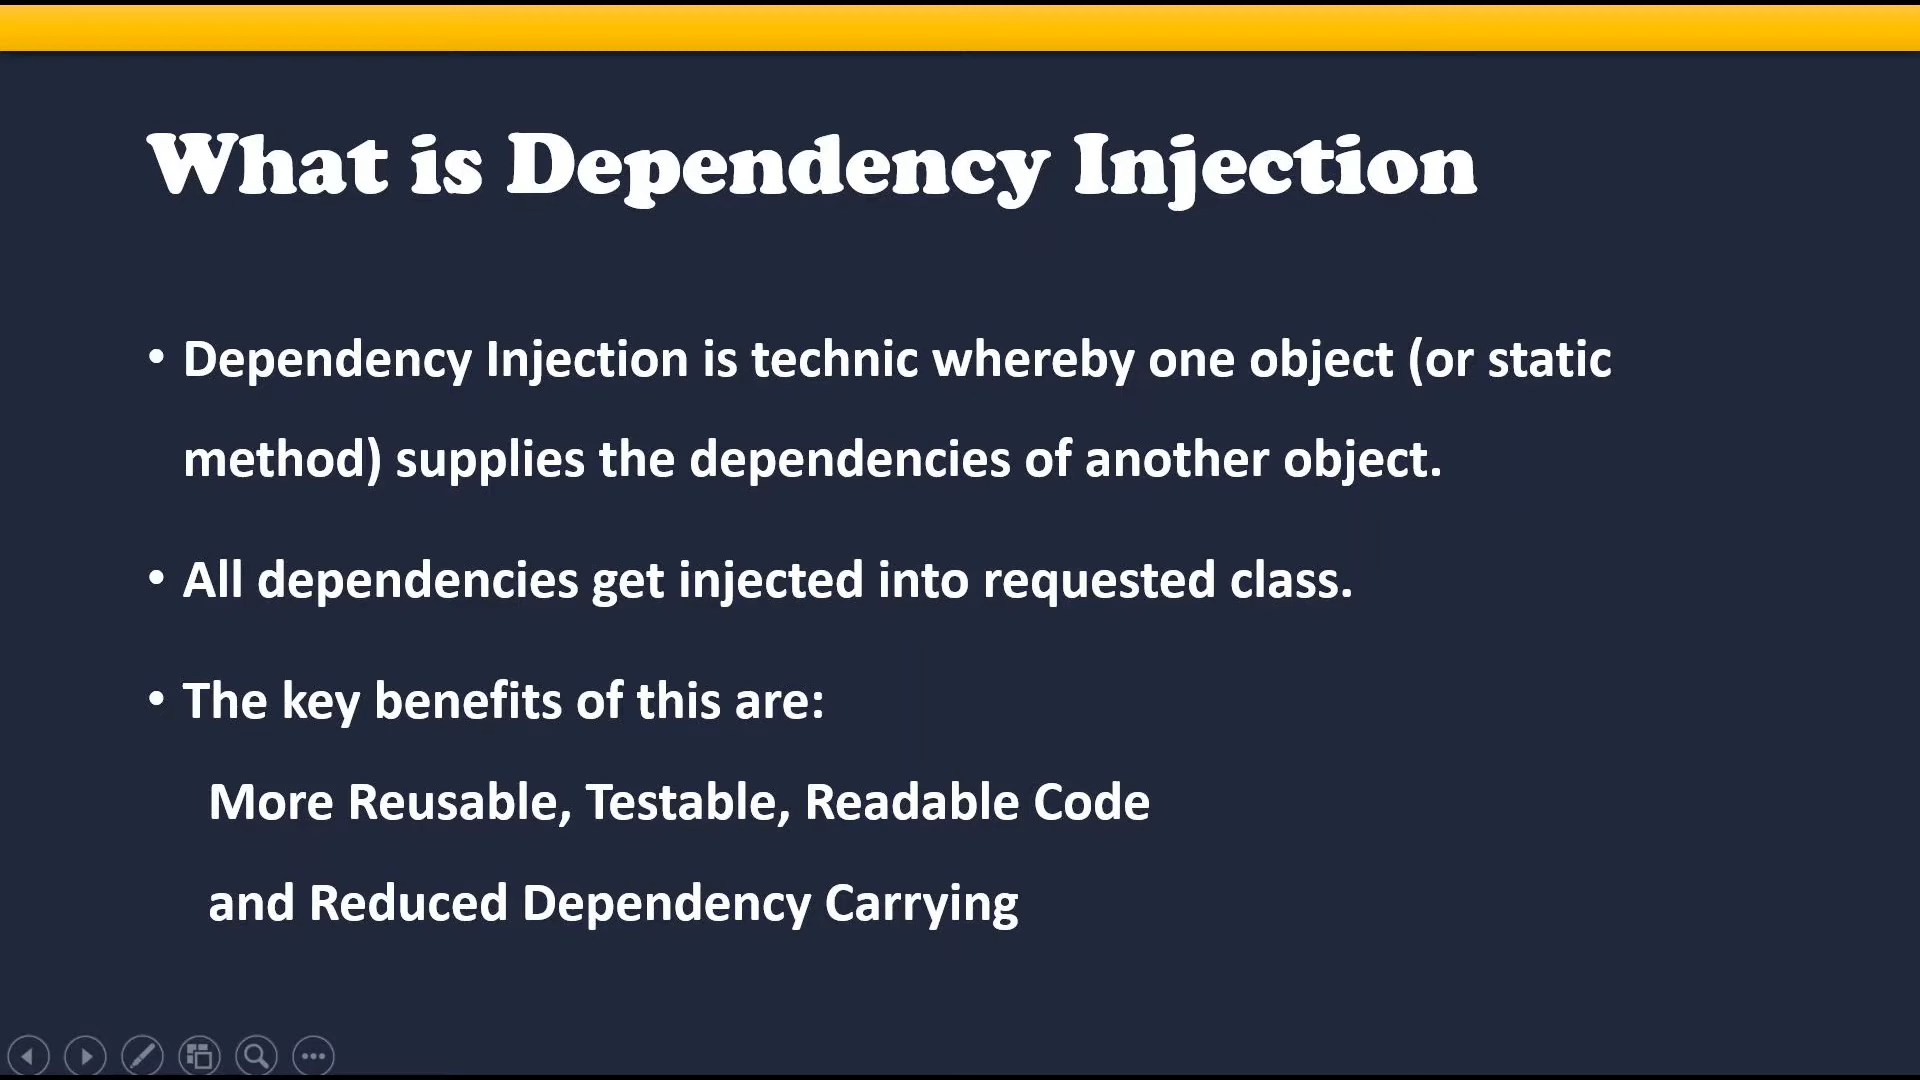 What is Dependency Injection
• Dependency Injection is technic whereby one object (or static
method) supplies the dependencies of another object.
• All dependencies get injected into requested class.
• The key benefits of this are:
More Reusable, Testable, Readable Code
and Reduced Dependency Carrying